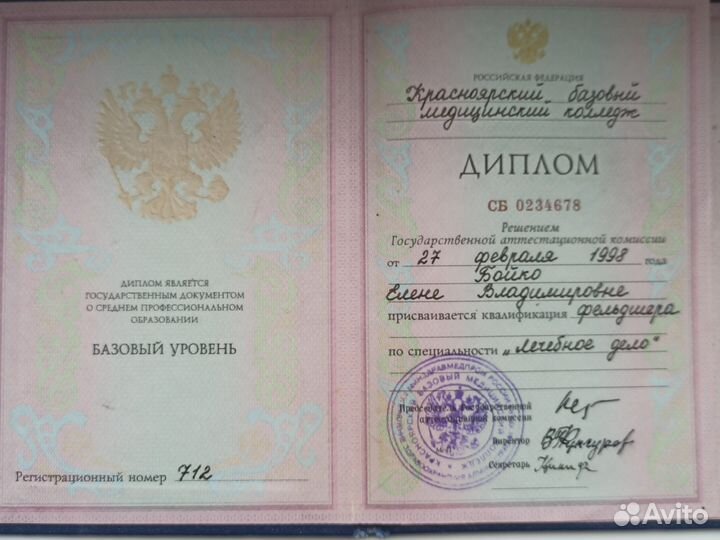 ДИПЛОМ ЯВЛЯЕТСЯ
ГОСУДАРСТВЕННЫМ ДОКУМЕНТОМ
О СРЕДНЕМ ПРОФЕССИОНАЛЬНОМ
ОБРАЗОВАНИИ
БАЗОВЫЙ УРОВЕНЬ
Регистрационный номер 712
РОССИЙСКАЯ ФЕДЕРАЦИЯ
Красноярский базовый
медицинский колледж
ДИПЛОМ
СБ 0234678
Решением
Государственной аттестационной комиссии
от 27 февраля 1998 года
Бойко
Елене Владимировне
присваивается квалификация фельдшера
по специальности „Лечебное дело"
Председатель Государственной
аттестационной комиссии
Директор
Секретарь
Avito